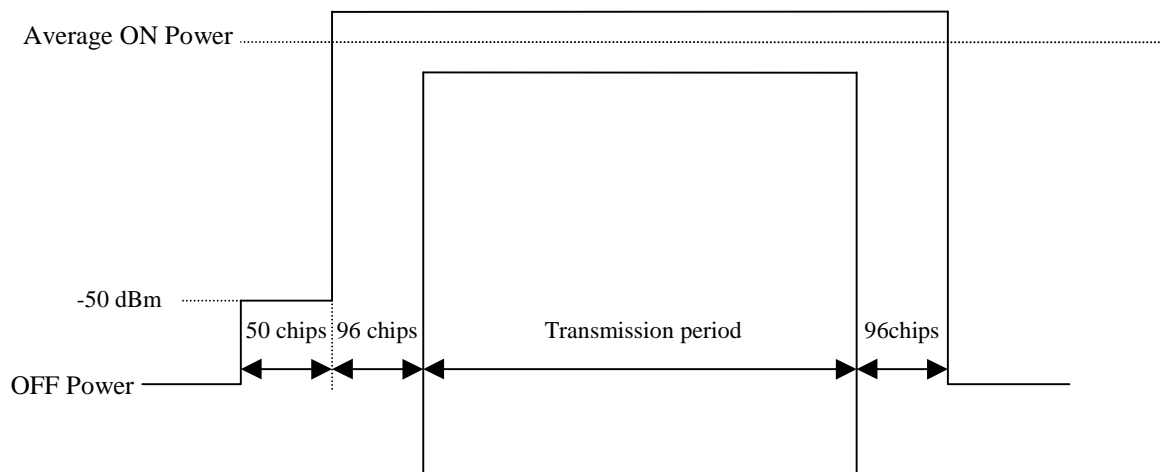 Average ON Power
-50 dBm
50 chips
96 chips
Transmission period
96chips
OFF Power